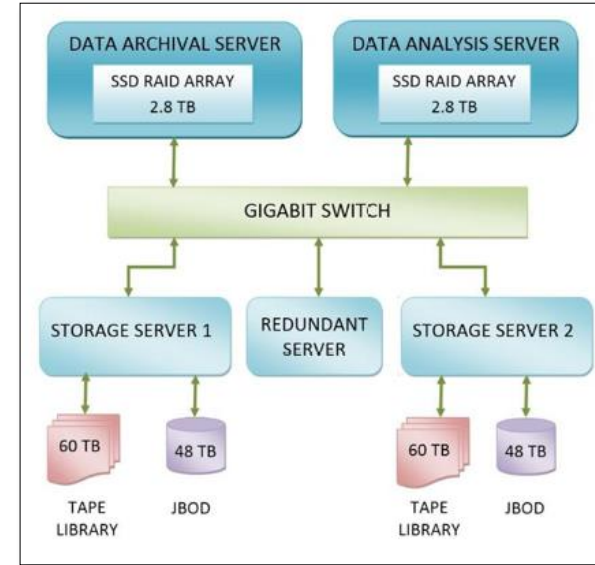 DATA ARCHIVAL SERVER
SSD RAID ARRAY
2.8 TB
DATA ANALYSIS SERVER
SSD RAID ARRAY
2.8 TB
GIGABIT SWITCH
STORAGE SERVER 1
REDUNDANT
SERVER
STORAGE SERVER 2
60 TB
48 TB
60 TB
48 TB
TAPE
LIBRARY
JBOD
TAPE
LIBRARY
JBOD